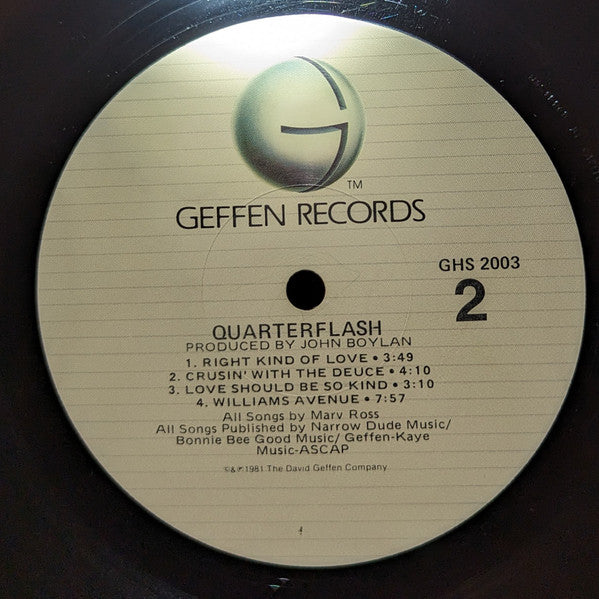 G
TM
GEFFEN RECORDS
GHS 2003
2
QUARTERFLASH
PRODUCED BY JOHN BOYLAN
1. RIGHT KIND OF LOVE • 3:49
2. CRUSIN' WITH THE DEUCE • 4:10
3. LOVE SHOULD BE SO KIND • 3:10
4. WILLIAMS AVENUE • 7:57
All Songs by Marv Ross
All Songs Published by Narrow Dude Music/
Bonnie Bee Good Music/ Geffen-Kaye
Music-ASCAP
©&℗1981 The David Geffen Company